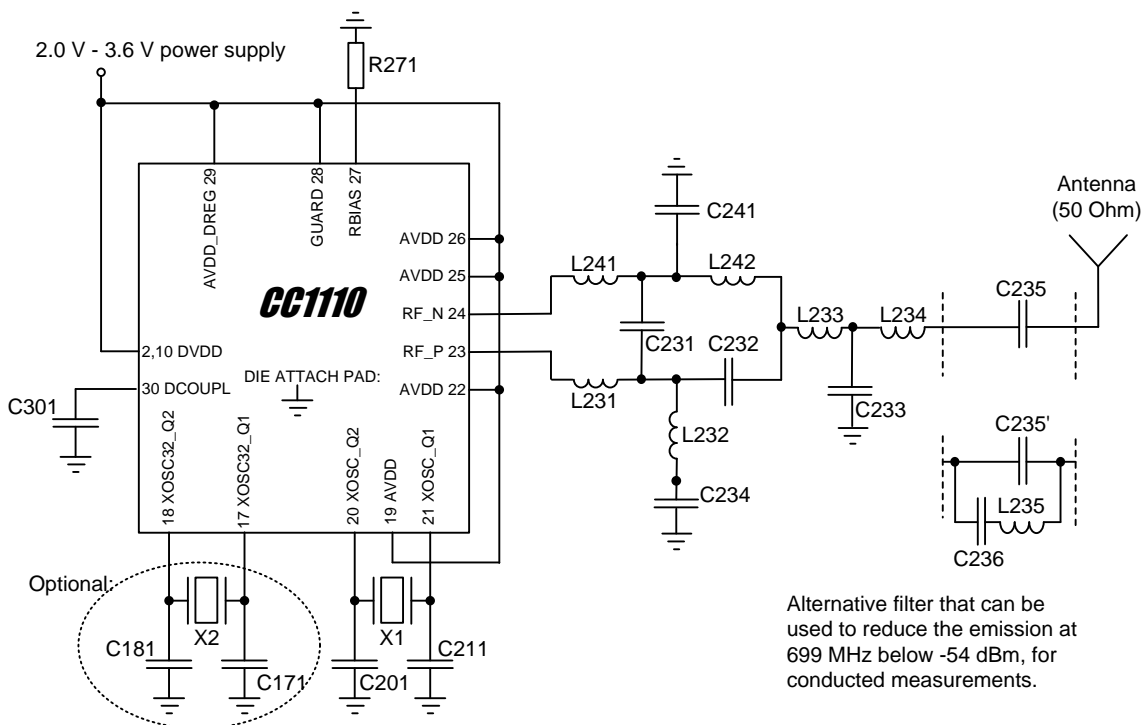 2.0 V - 3.6 V power supply
R271
AVDD_DREG 29
GUARD 28
RBIAS 27
Antenna
(50 Ohm)
C241
AVDD 26
AVDD 25
L241
L242
C235
CC1110
RF_N 24
C231
C232
L233
L234
2,10 DVDD
RF_P 23
DIE ATTACH PAD:
30 DCOUPL
AVDD 22
L231
C233
C301
L232
C235'
18 XOSC32_Q2
17 XOSC32_Q1
20 XOSC_Q2
19 AVDD
21 XOSC_Q1
C234
L235
C236
Optional:
X2
X1
C181
C171
C201
C211
Alternative filter that can be
used to reduce the emission at
699 MHz below -54 dBm, for
conducted measurements.